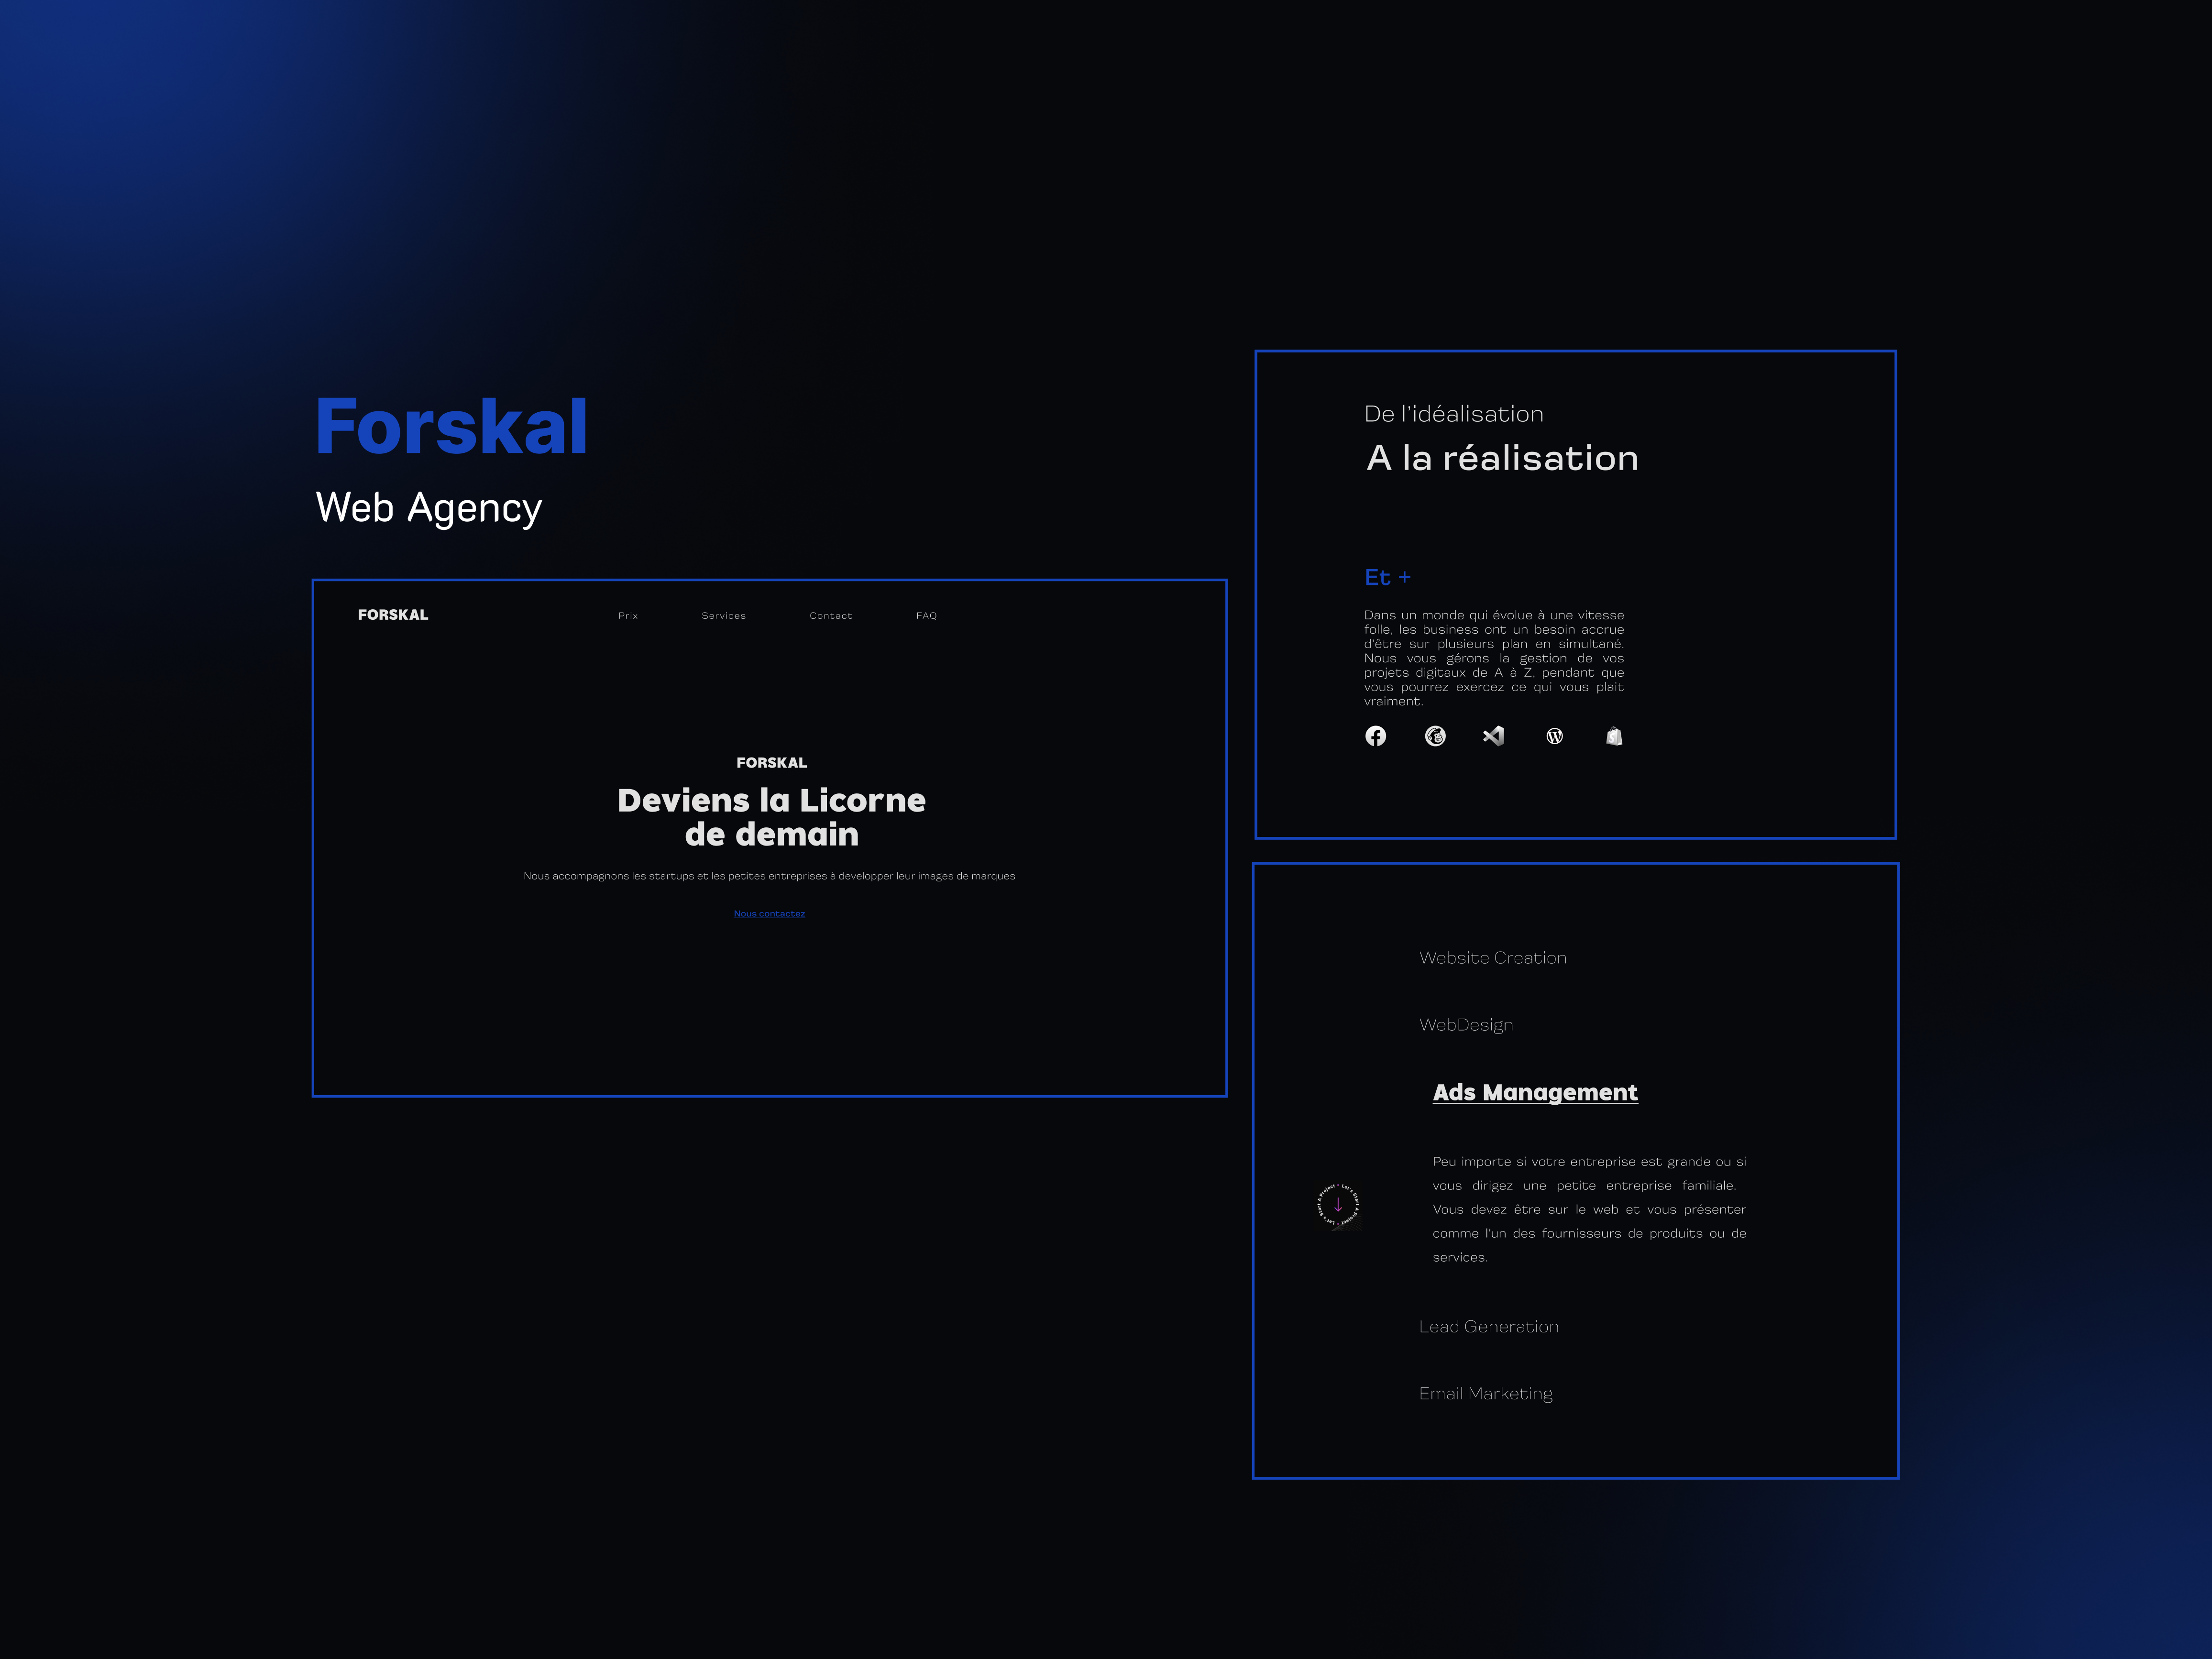 Forskal
Web Agency
FORSKAL
Prix
Services
Contact
FAQ
FORSKAL
Deviens la Licorne
de demain
Nous accompagnons les startups et les petites entreprises à developper leur images de marques
Nous contactez
De l'idéalisation
A la réalisation
Et +
Dans un monde qui évolue à une vitesse
folle, les business ont un besoin accrue
d'être sur plusieurs plan en simultané.
Nous vous gérons la gestion de vos
projets digitaux de A à Z, pendant que
vous pourrez exercez ce qui vous plait
vraiment.
Website Creation
WebDesign
Ads Management
Peu importe si votre entreprise est grande ou si
vous dirigez une petite entreprise familiale.
Vous devez être sur le web et vous présenter
comme l'un des fournisseurs de produits ou de
services.
Let's Start A Project - Let's Start A Project -
Lead Generation
Email Marketing